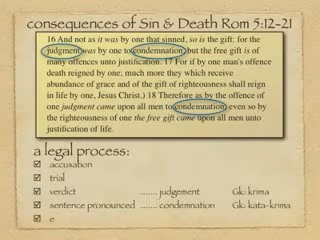 consequences of Sin & Death Rom 5:12-21
16 And not as it was by one that sinned, so is the gift: for the
judgment was by one to condemnation, but the free gift is of
many offences unto justification. 17 For if by one man's offence
death reigned by one; much more they which receive
abundance of grace and of the gift of righteousness shall reign
in life by one, Jesus Christ.) 18 Therefore as by the offence of
one judgment came upon all men to condemnation; even so by
the righteousness of one the free gift came upon all men unto
justification of life.
a legal process:
accusation
trial
verdict ....... judgement Gk: krima
sentence pronounced ....... condemnation Gk: kata-krima
e